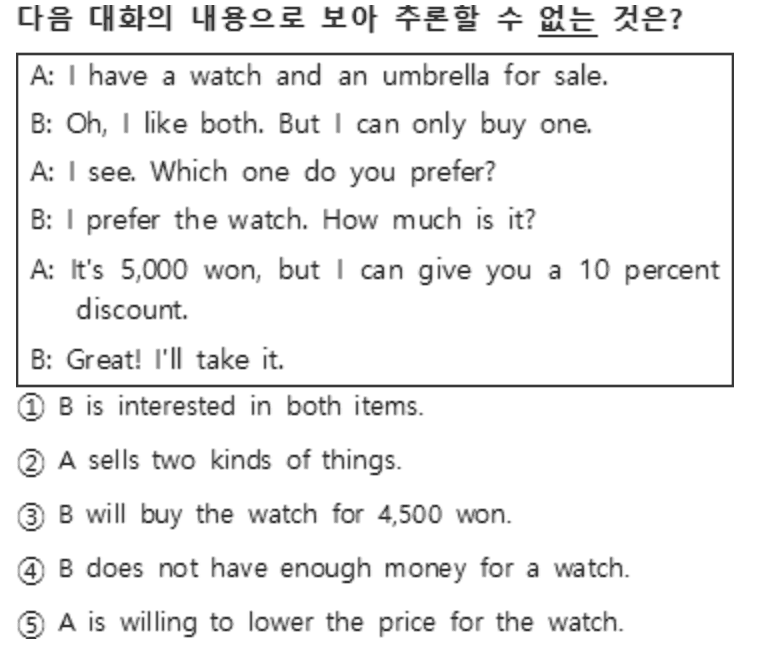 다음 대화의 내용으로 보아 추론할 수 없는 것은?
A: I have a watch and an umbrella for sale.
B: Oh, I like both. But I can only buy one.
A: I see. Which one do you prefer?
B: I prefer the watch. How much is it?
A: It's 5,000 won, but I can give you a 10 percent
discount.
B: Great! I'll take it.
① B is interested in both items.
② A sells two kinds of things.
③ B will buy the watch for 4,500 won.
④ B does not have enough money for a watch.
⑤ A is willing to lower the price for the watch.